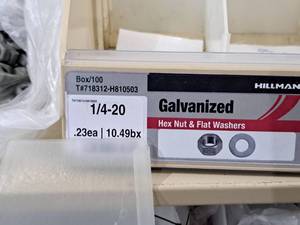 Box/100
T#718312-H810503
1/4-20
.23ea | 10.49bx
HILLMAN
Galvanized
Hex Nut & Flat Washers